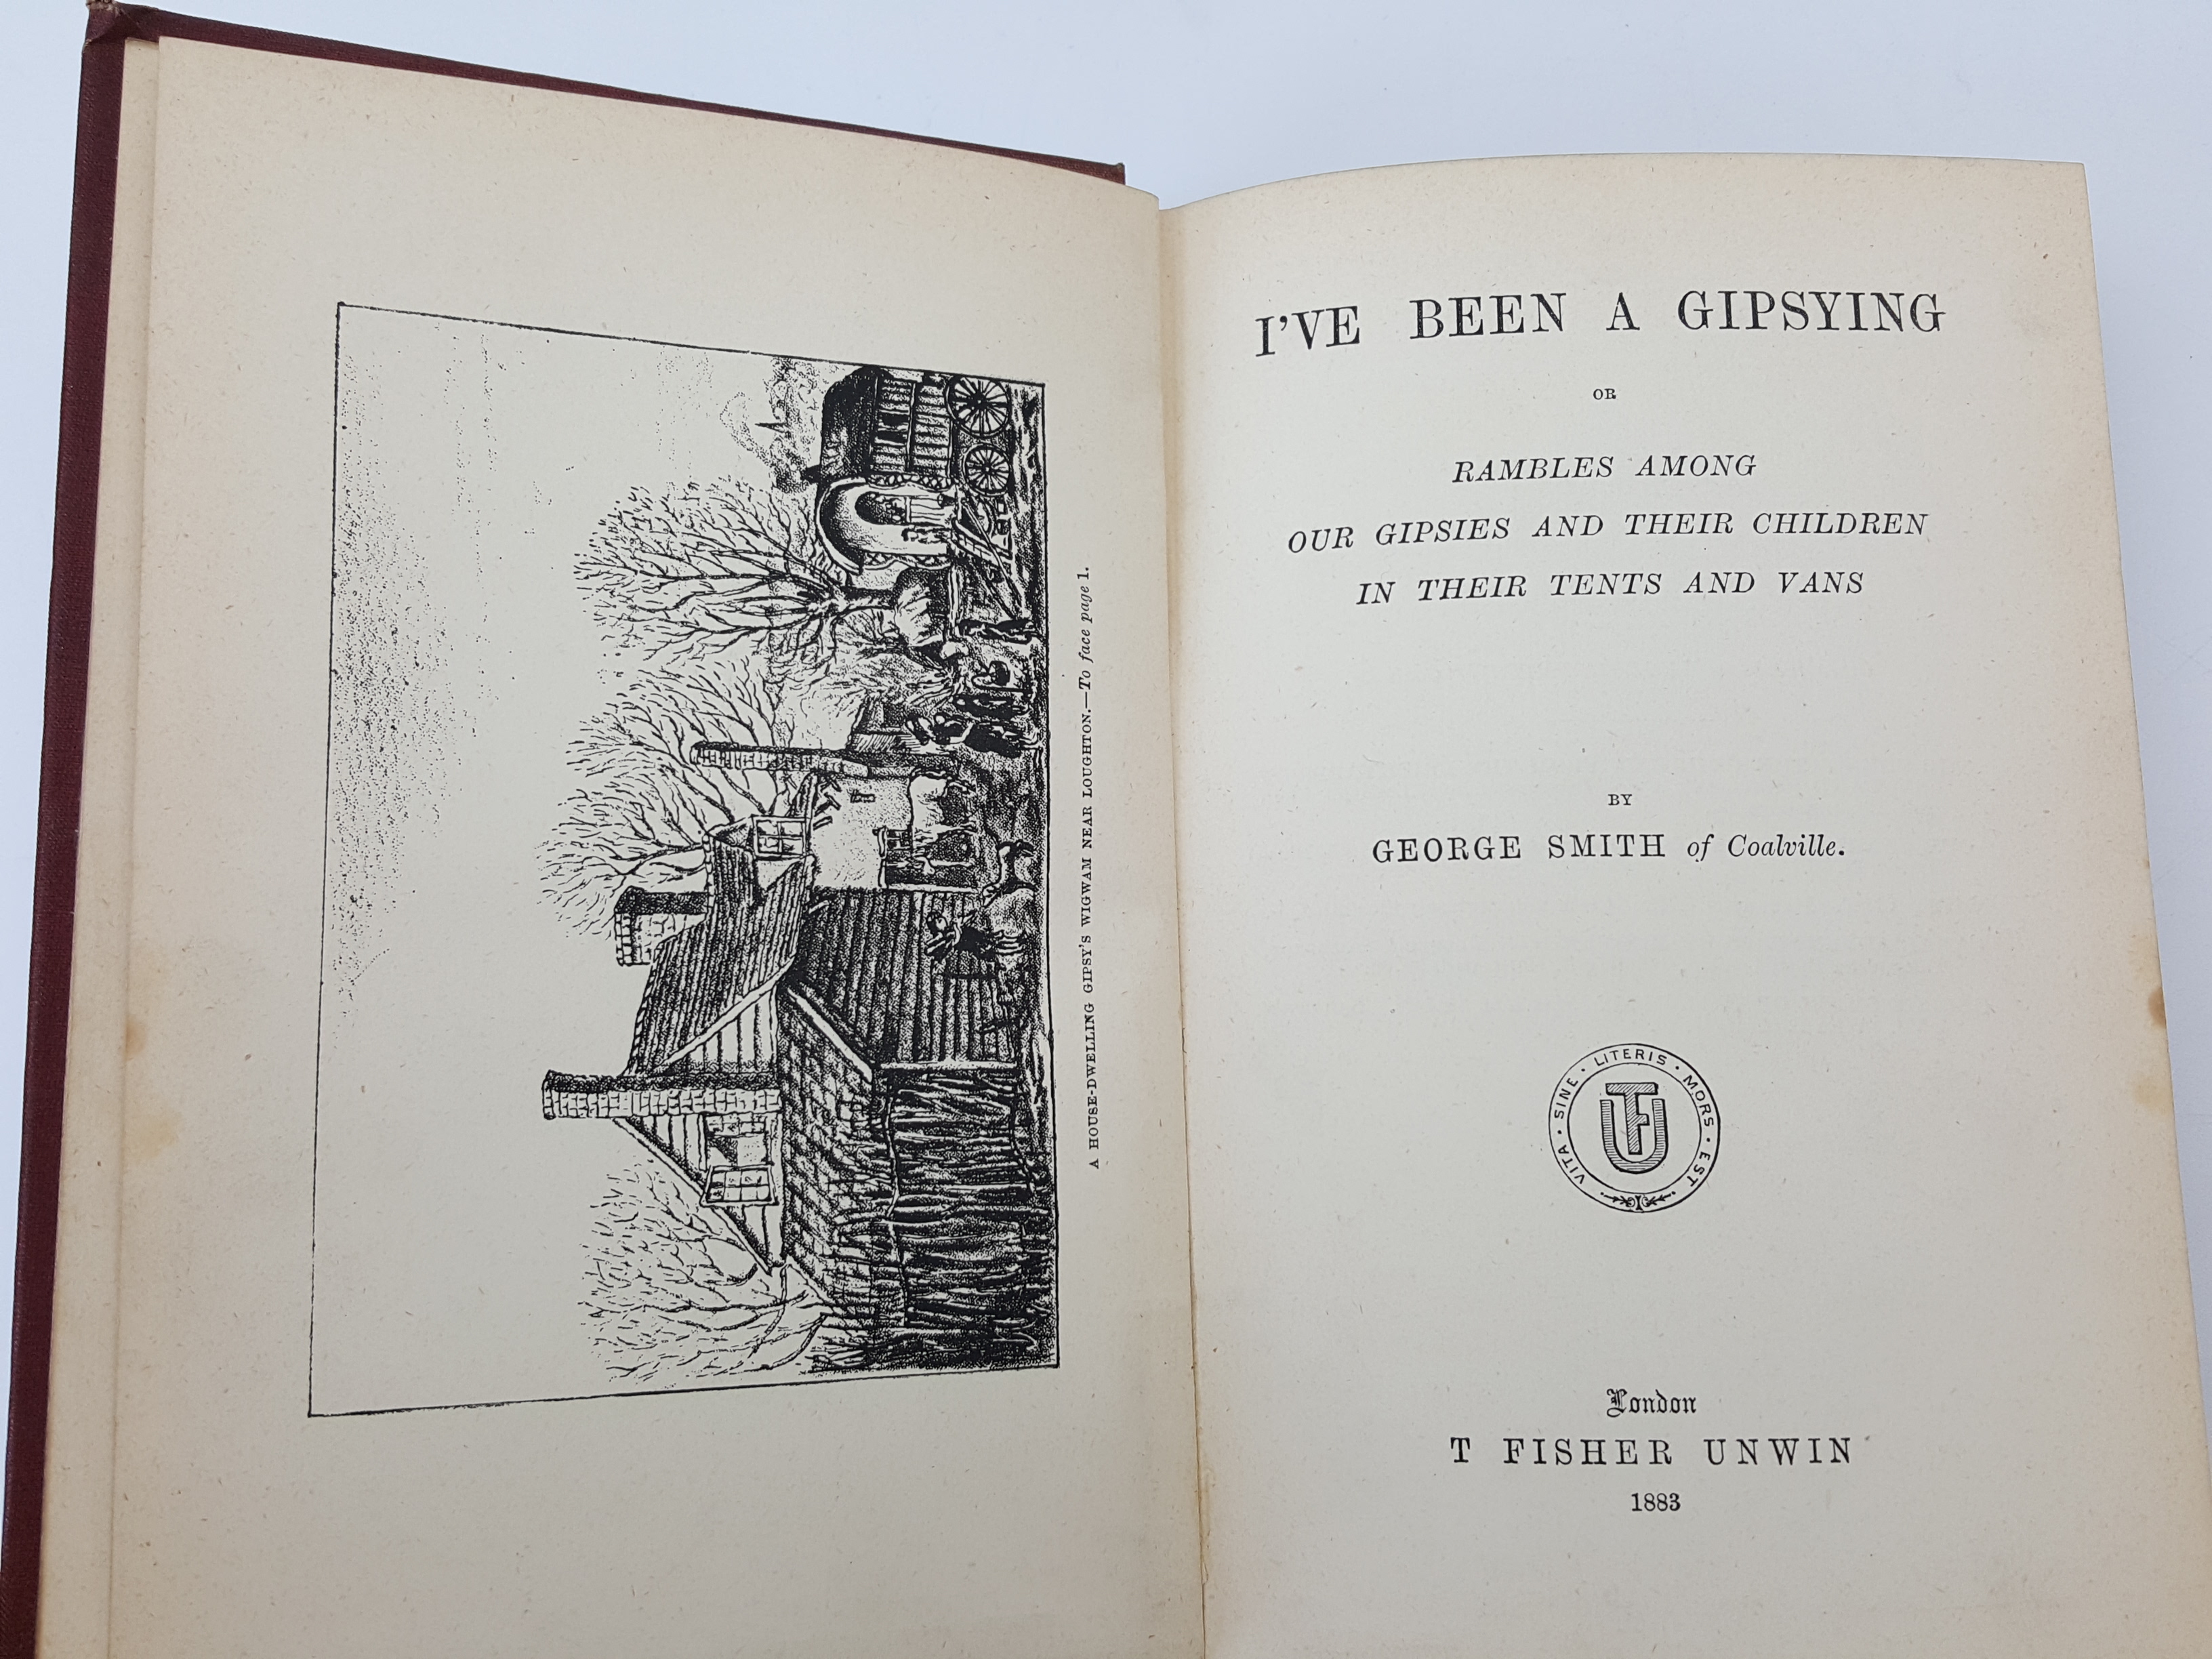 A HOUSE-DWELLING GIPSY'S WIGWAM NEAR LOUGHTON.—To face page 1.
I'VE BEEN A GIPSYING
OR
RAMBLES AMONG
OUR GIPSIES AND THEIR CHILDREN
IN THEIR TENTS AND VANS
BY
GEORGE SMITH of Coalville.
VITA · SINE · LITERIS · MORS · EST
TFU
London
T FISHER UNWIN
1883